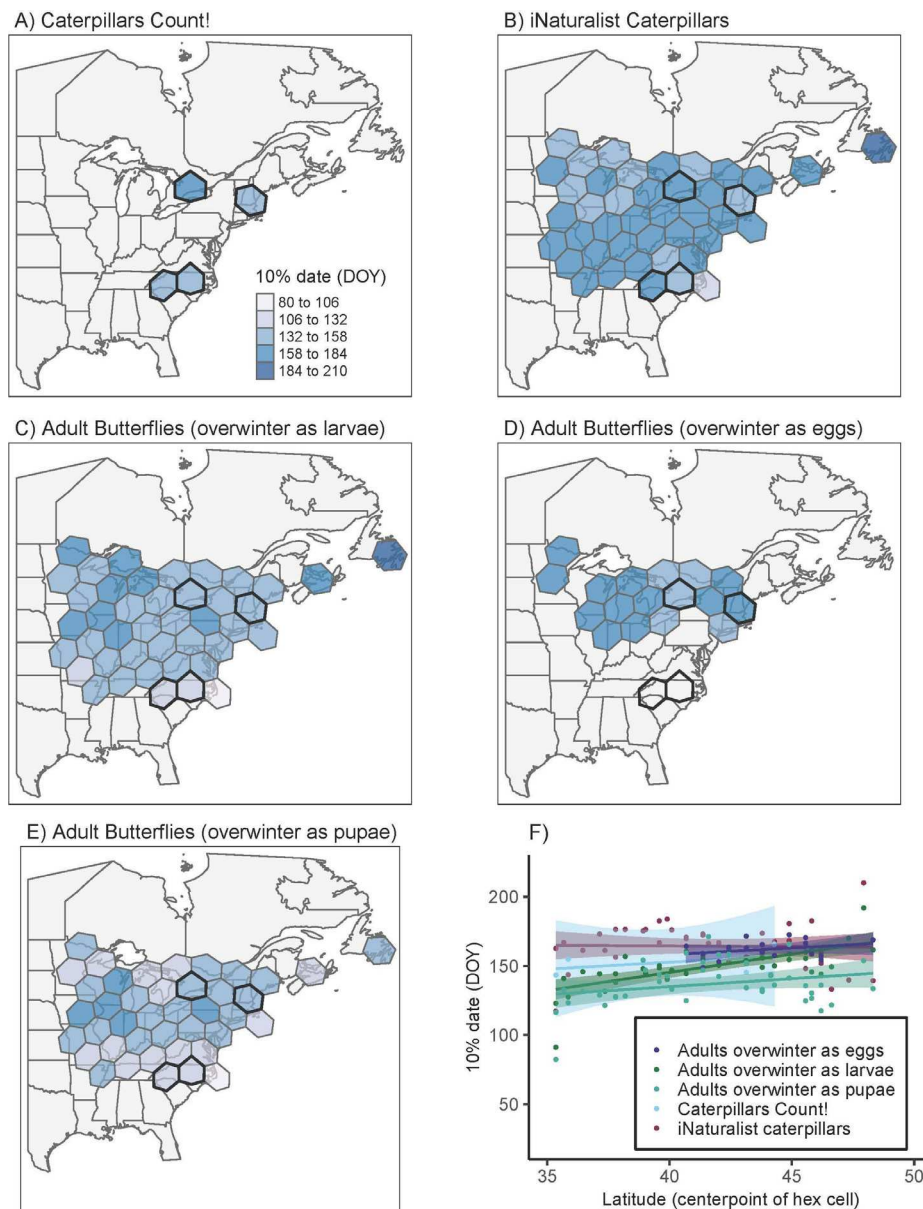 A) Caterpillars Count!
B) iNaturalist Caterpillars
10% date (DOY)
80 to 106
106 to 132
132 to 158
158 to 184
184 to 210
C) Adult Butterflies (overwinter as larvae)
D) Adult Butterflies (overwinter as eggs)
E) Adult Butterflies (overwinter as pupae)
F)
200
150
100
50
10% date (DOY)
Adults overwinter as eggs
Adults overwinter as larvae
Adults overwinter as pupae
Caterpillars Count!
iNaturalist caterpillars
35
40
45
50
Latitude (centerpoint of hex cell)